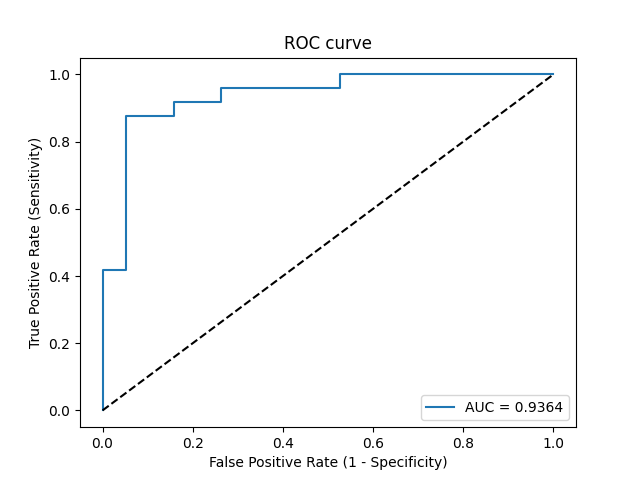 ROC curve
True Positive Rate (Sensitivity)
1.0
0.8
0.6
0.4
0.2
0.0
AUC = 0.9364
0.0 0.2 0.4 0.6 0.8 1.0
False Positive Rate (1 - Specificity)